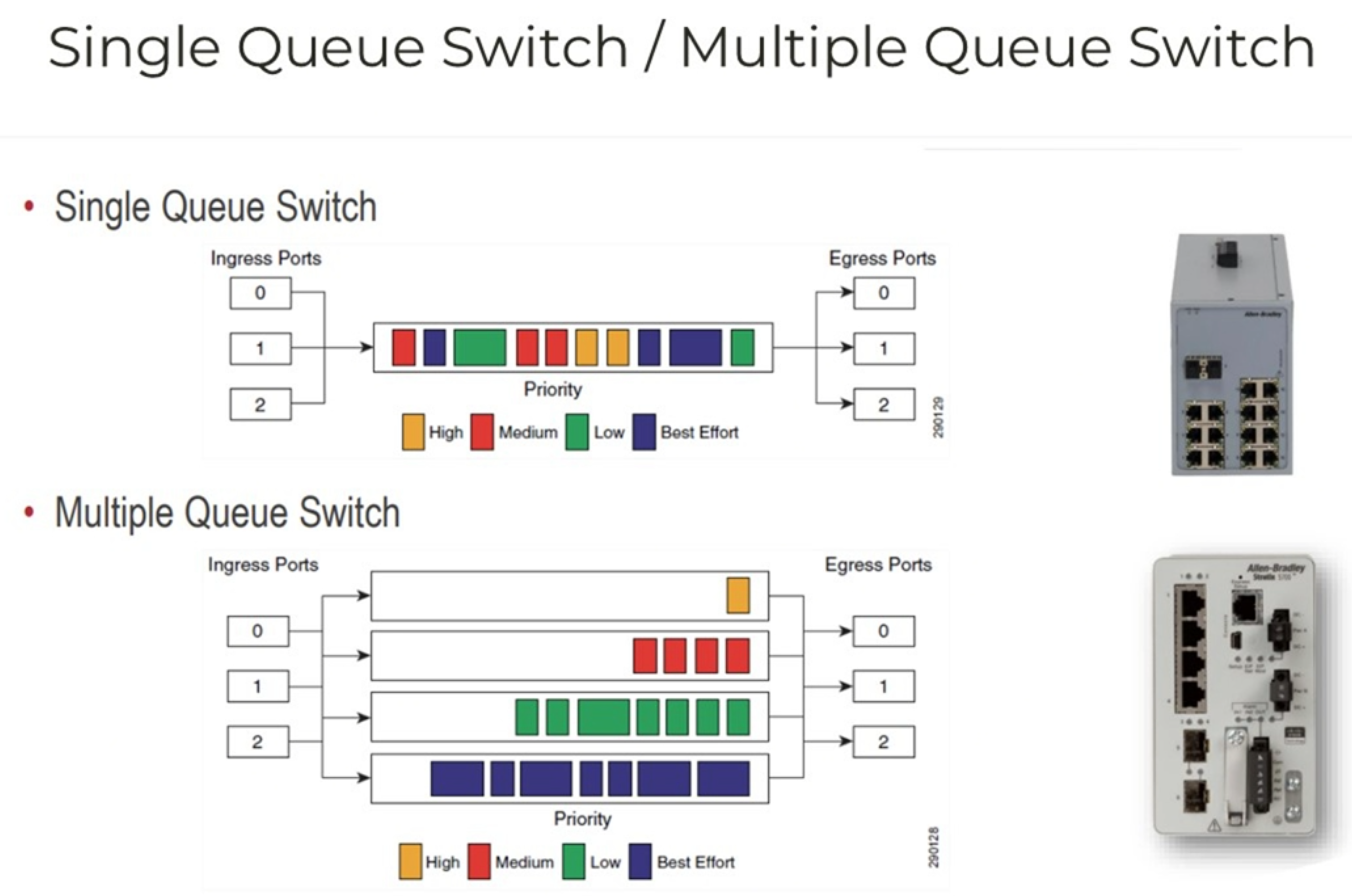 Single Queue Switch / Multiple Queue Switch
• Single Queue Switch
Ingress Ports
Egress Ports
0
0
1
1
2
2
Priority
High
Medium
Low
Best Effort
290129
Allen-Bradley
• Multiple Queue Switch
Ingress Ports
Egress Ports
0
0
1
1
2
2
Priority
High
Medium
Low
Best Effort
290128
Allen-Bradley
Stratix 5700